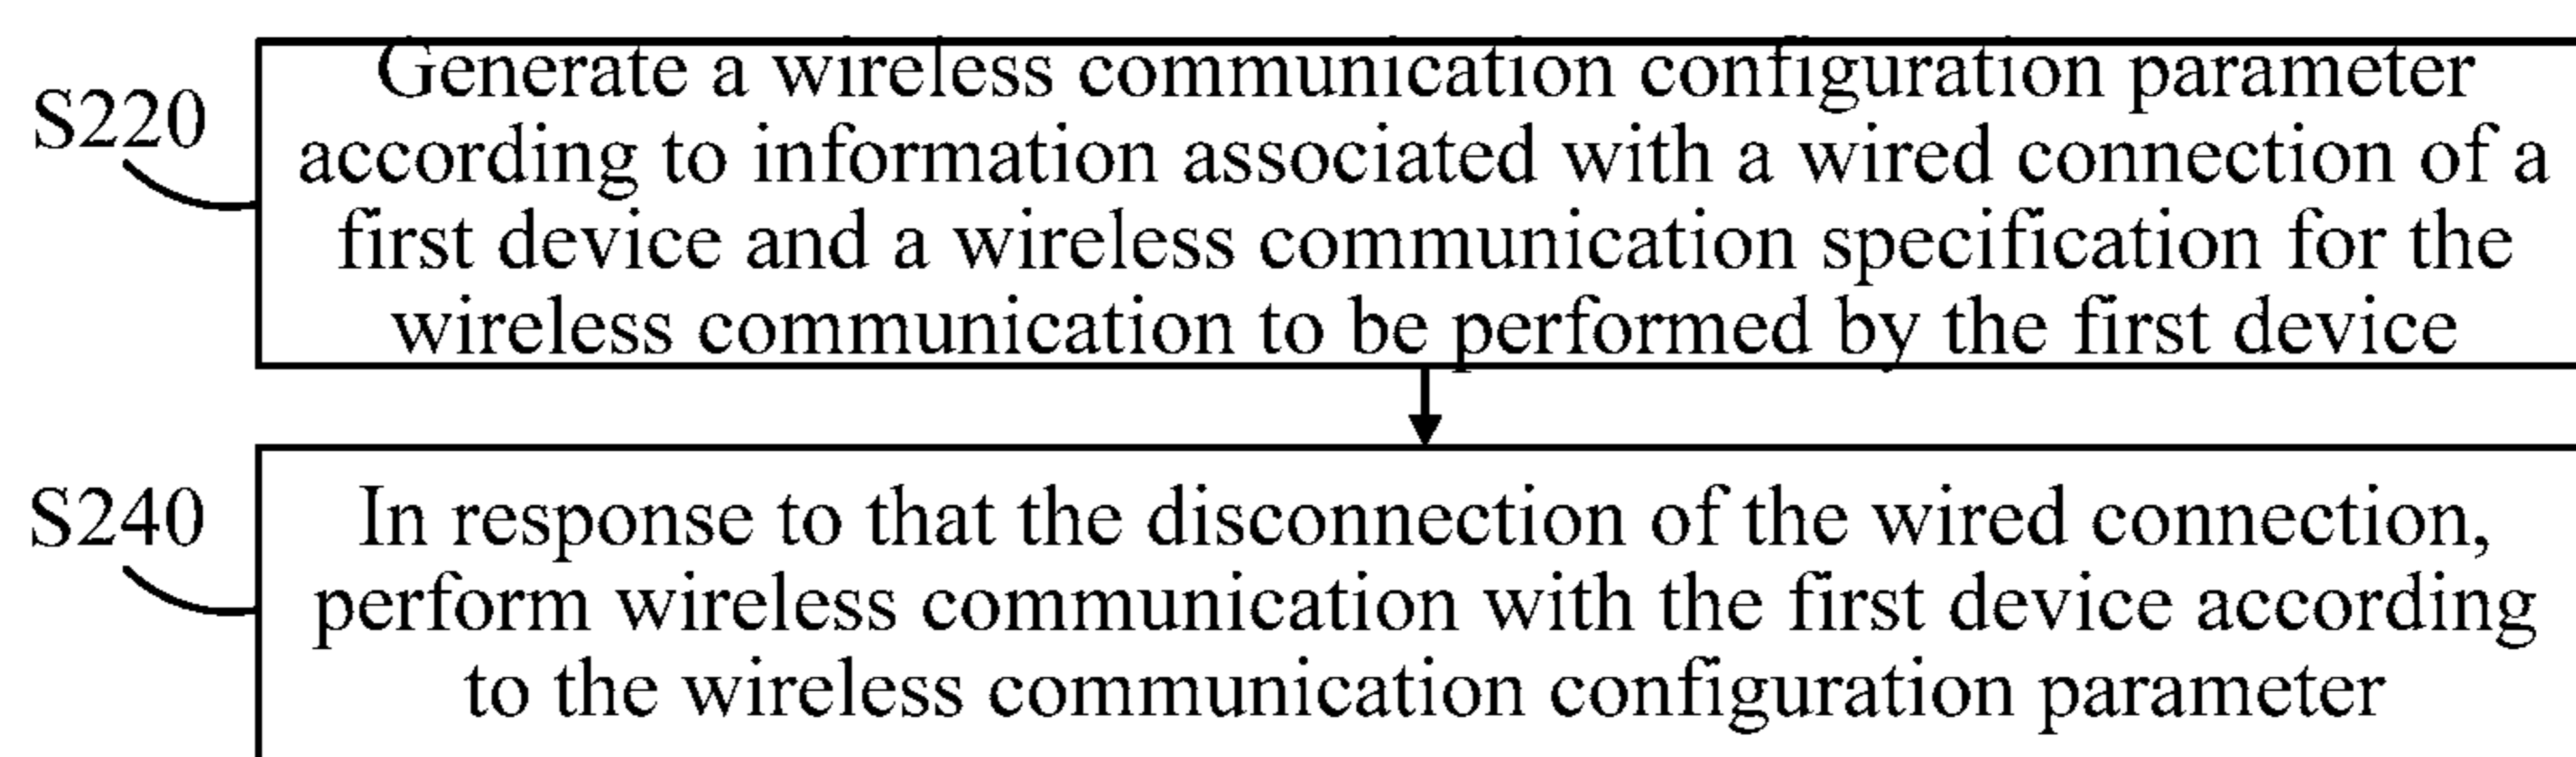 S220
Generate a wireless communication configuration parameter
according to information associated with a wired connection of a
first device and a wireless communication specification for the
wireless communication to be performed by the first device
S240
In response to that the disconnection of the wired connection,
perform wireless communication with the first device according
to the wireless communication configuration parameter